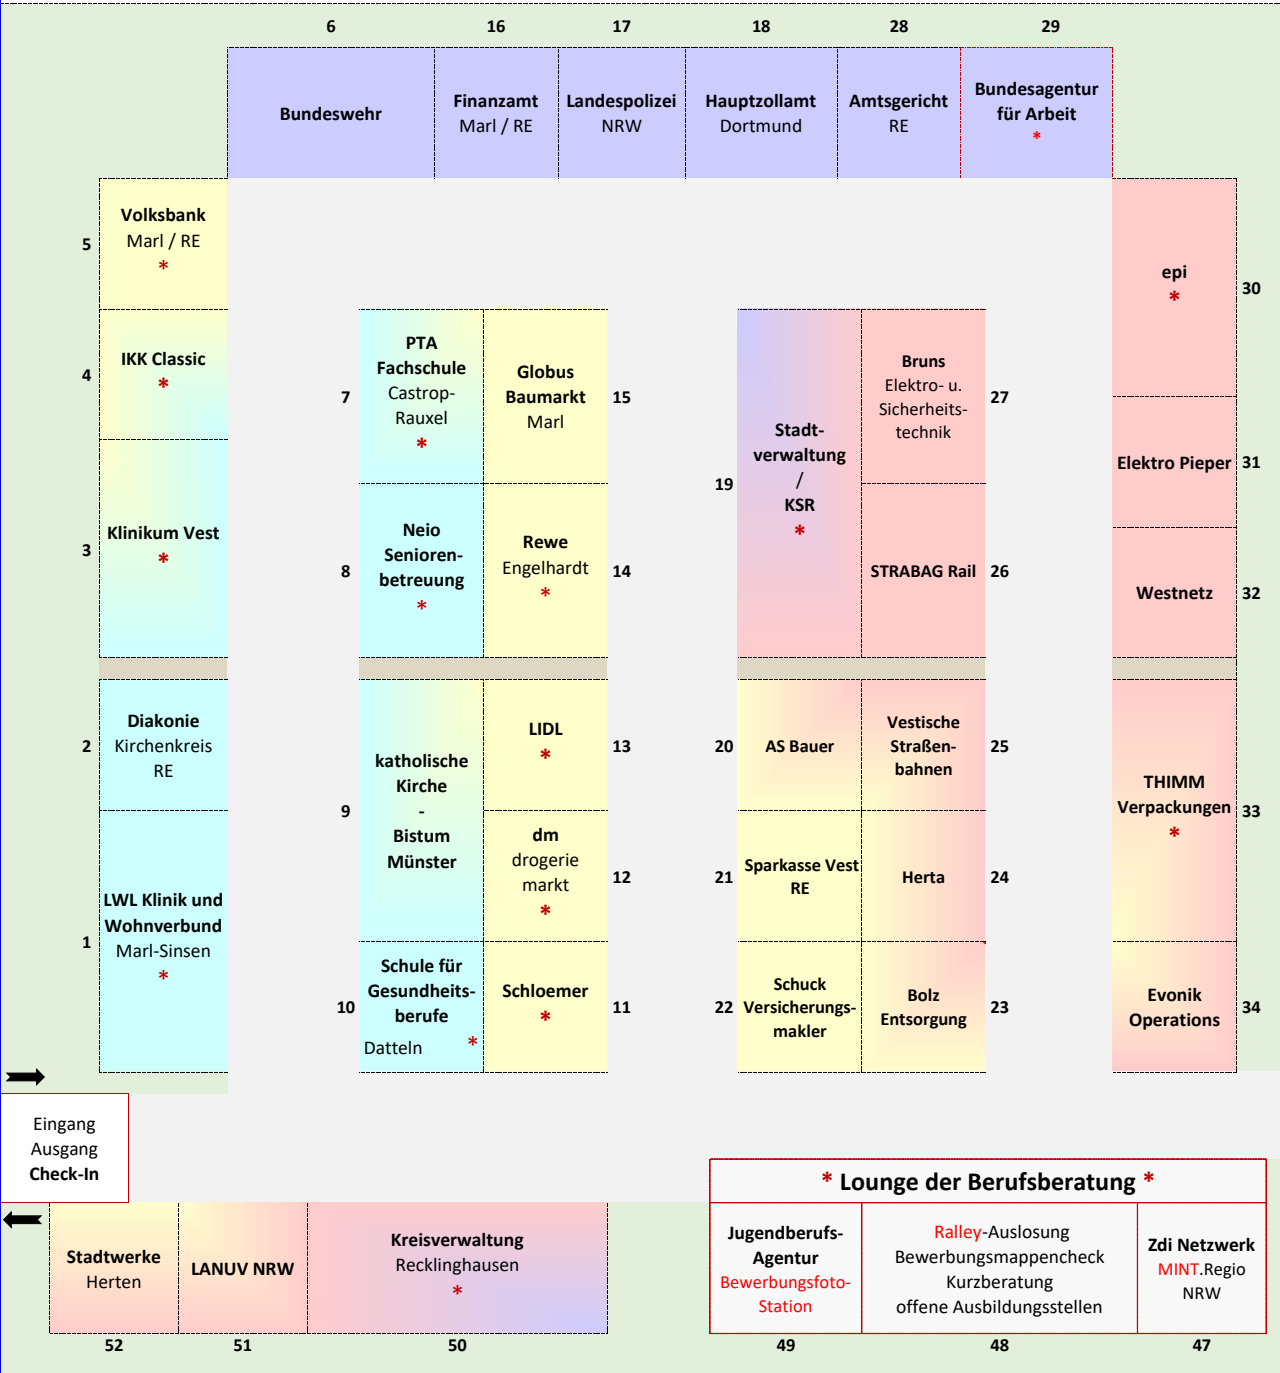 6
16
17
18
28
29
Bundeswehr
Finanzamt
Marl / RE
Landespolizei
NRW
Hauptzollamt
Dortmund
Amtsgericht
RE
Bundesagentur
für Arbeit
*
5
Volksbank
Marl / RE
*
4
IKK Classic
*
3
Klinikum Vest
*
2
Diakonie
Kirchenkreis
RE
1
LWL Klinik und
Wohnverbund
Marl-Sinsen
*
7
PTA
Fachschule
Castrop-
Rauxel
*
Globus
Baumarkt
Marl
15
8
Neio
Senioren-
betreuung
*
Rewe
Engelhardt
*
14
9
katholische
Kirche
-
Bistum
Münster
LIDL
*
13
dm
drogerie
markt
*
12
10
Schule für
Gesundheits-
berufe
Datteln *
Schloemer
*
11
19
Stadt-
verwaltung
/
KSR
*
Bruns
Elektro- u.
Sicherheits-
technik
27
STRABAG Rail
26
20
AS Bauer
Vestische
Straßen-
bahnen
25
21
Sparkasse Vest
RE
Herta
24
22
Schuck
Versicherungs-
makler
Bolz
Entsorgung
23
epi
*
30
Elektro Pieper
31
Westnetz
32
THIMM
Verpackungen
*
33
Evonik
Operations
34
Eingang
Ausgang
Check-In
Stadtwerke
Herten
52
LANUV NRW
51
Kreisverwaltung
Recklinghausen
*
50
* Lounge der Berufsberatung *
Jugendberufs-
Agentur
Bewerbungsfoto-
Station
49
Ralley-Auslosung
Bewerbungsmappencheck
Kurzberatung
offene Ausbildungsstellen
48
Zdi Netzwerk
MINT.Regio
NRW
47